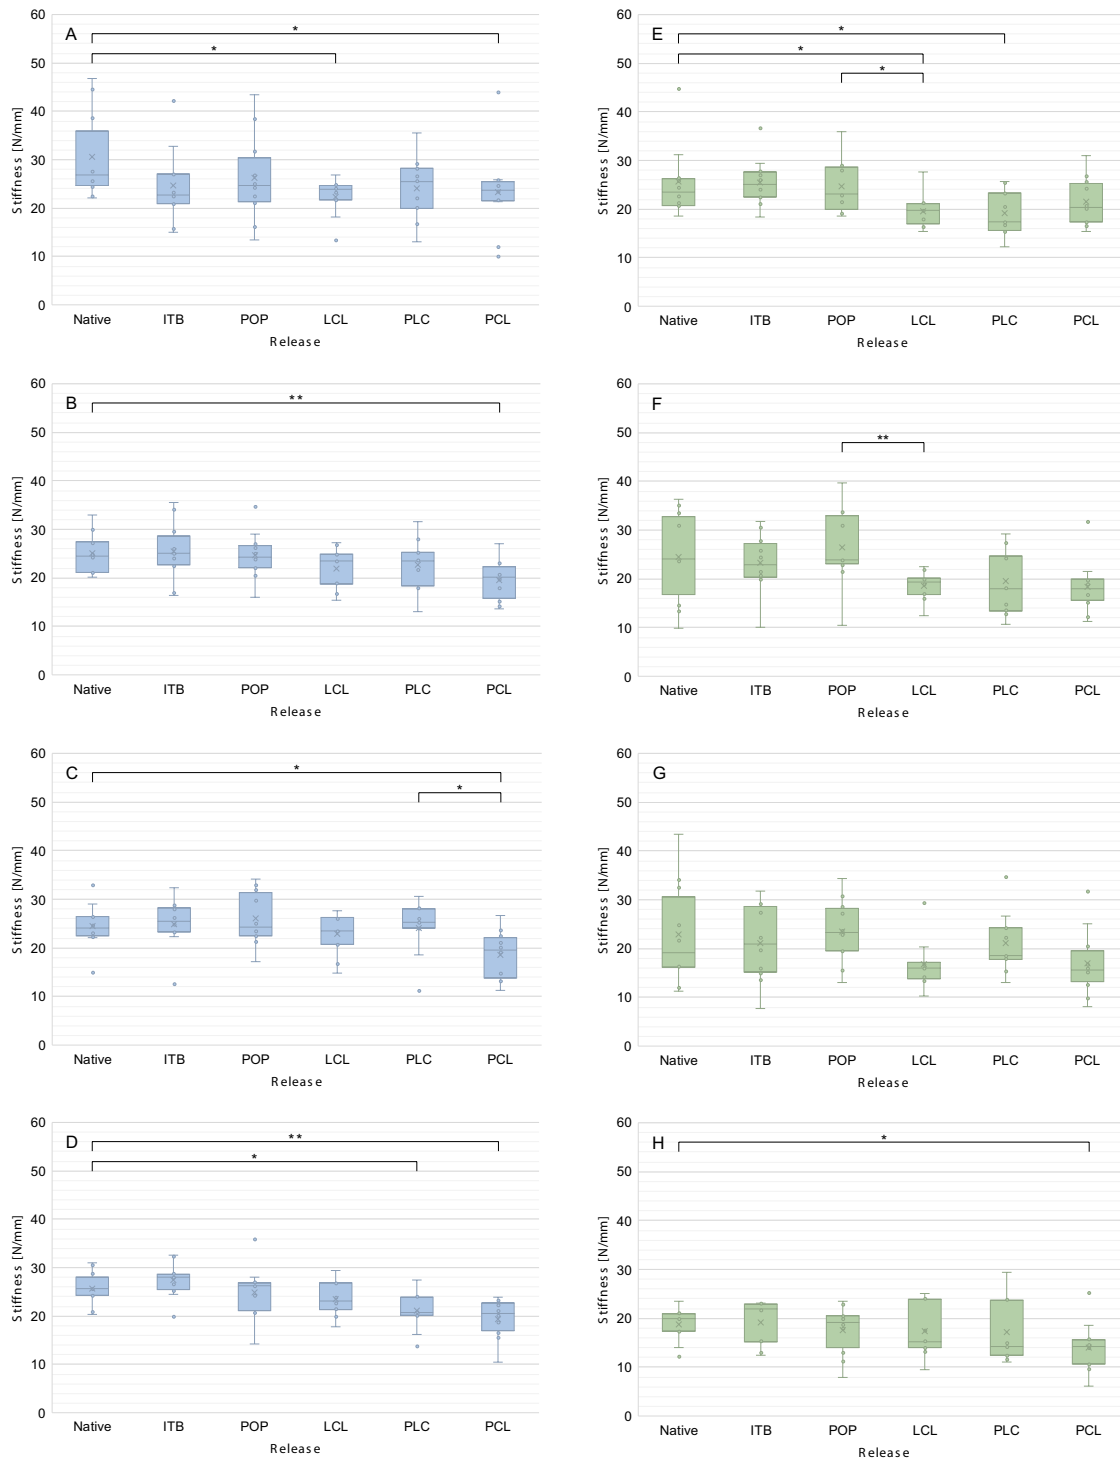 A
Stiffness [N/mm]
60
50
40
30
20
10
0
* 
*
Native ITB POP LCL PLC PCL
Release
E
Stiffness [N/mm]
60
50
40
30
20
10
0
*
*
*
Native ITB POP LCL PLC PCL
Release
B
Stiffness [N/mm]
60
50
40
30
20
10
0
**
Native ITB POP LCL PLC PCL
Release
F
Stiffness [N/mm]
60
50
40
30
20
10
0
**
Native ITB POP LCL PLC PCL
Release
C
Stiffness [N/mm]
60
50
40
30
20
10
0
*
*
Native ITB POP LCL PLC PCL
Release
G
Stiffness [N/mm]
60
50
40
30
20
10
0
Native ITB POP LCL PLC PCL
Release
D
Stiffness [N/mm]
60
50
40
30
20
10
0
**
*
Native ITB POP LCL PLC PCL
Release
H
Stiffness [N/mm]
60
50
40
30
20
10
0
*
Native ITB POP LCL PLC PCL
Release